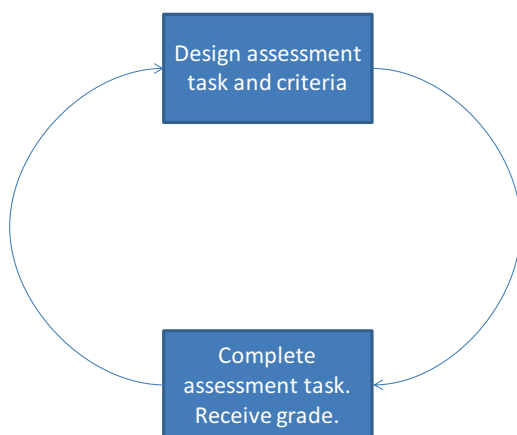 Design assessment
task and criteria
Complete
assessment task.
Receive grade.